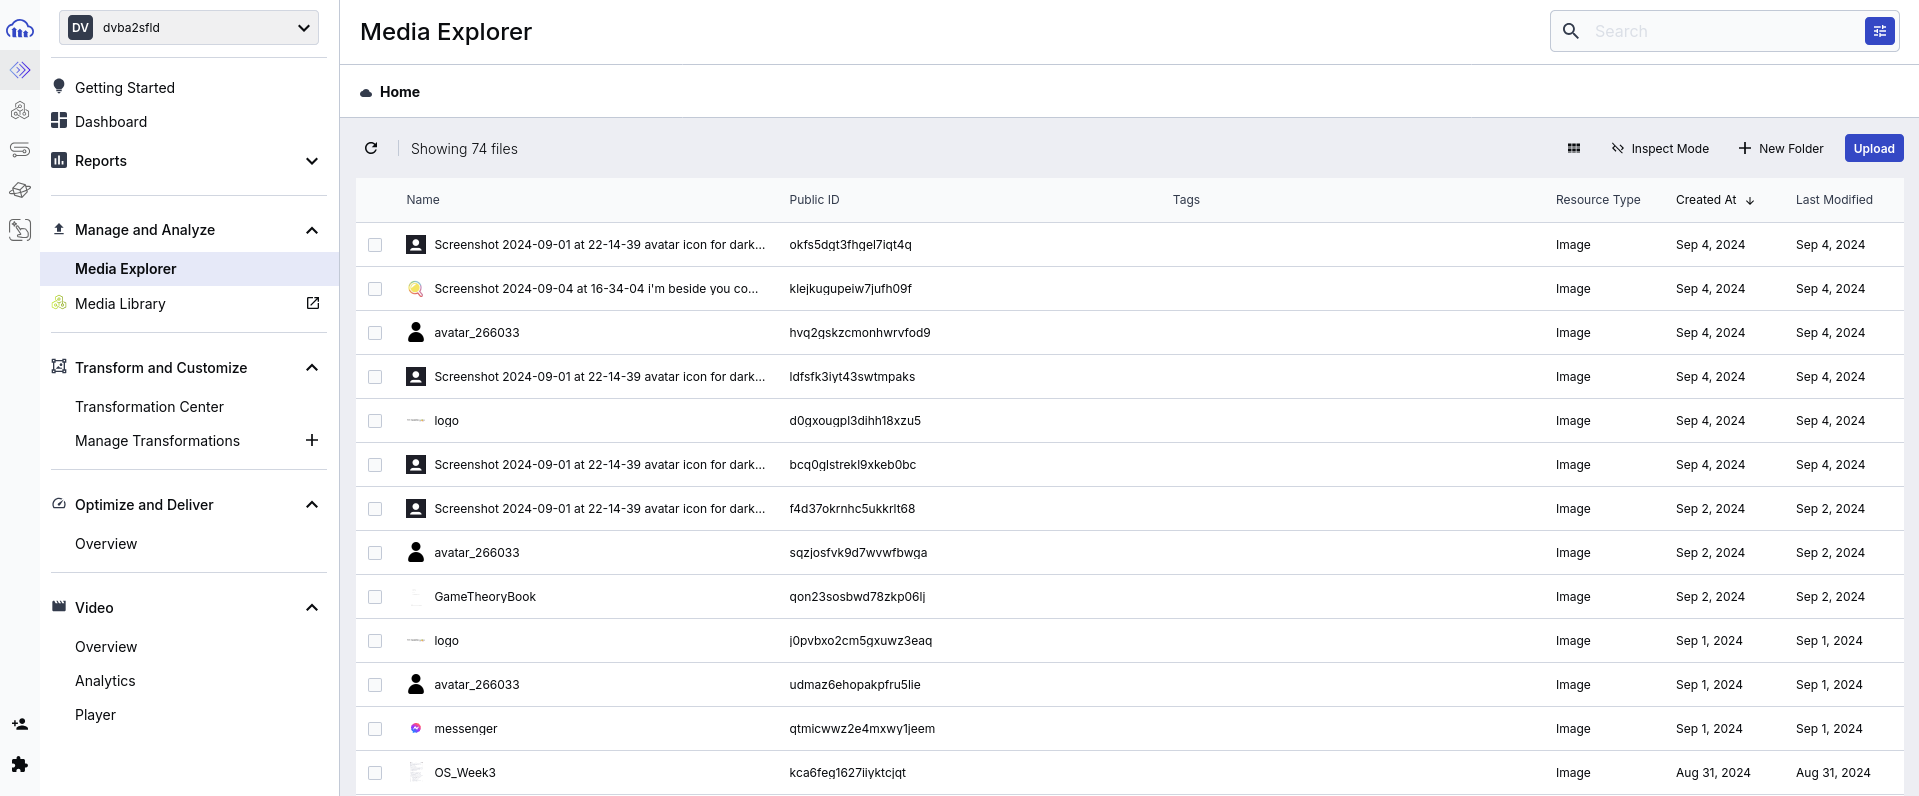 DV dvba2sfld
Media Explorer
Search
Getting Started
Dashboard
Reports
Manage and Analyze
Media Explorer
Media Library
Transform and Customize
Transformation Center
Manage Transformations
Optimize and Deliver
Overview
Video
Overview
Analytics
Player
Home
Showing 74 files
Inspect Mode
New Folder
Upload
Name Public ID Tags Resource Type Created At Last Modified
Screenshot 2024-09-01 at 22-14-39 avatar icon for dark... okfs5dgt3fhgel7iqt4q Image Sep 4, 2024 Sep 4, 2024
Screenshot 2024-09-04 at 16-34-04 i'm beside you co... klejkugupeiw7jufh09f Image Sep 4, 2024 Sep 4, 2024
avatar_266033 hvq2gskzcmonhwrvfod9 Image Sep 4, 2024 Sep 4, 2024
Screenshot 2024-09-01 at 22-14-39 avatar icon for dark... ldfsfk3iyt43swtmpaks Image Sep 4, 2024 Sep 4, 2024
logo d0gxougpl3dihh18xzu5 Image Sep 4, 2024 Sep 4, 2024
Screenshot 2024-09-01 at 22-14-39 avatar icon for dark... bcq0glstrekl9xkeb0bc Image Sep 4, 2024 Sep 4, 2024
Screenshot 2024-09-01 at 22-14-39 avatar icon for dark... f4d37okrnhc5ukkrlt68 Image Sep 2, 2024 Sep 2, 2024
avatar_266033 sqzjosfvk9d7wvwfbwga Image Sep 2, 2024 Sep 2, 2024
GameTheoryBook qon23sosbwd78zkp06lj Image Sep 2, 2024 Sep 2, 2024
logo j0pvbxo2cm5gxuwz3eaq Image Sep 1, 2024 Sep 1, 2024
avatar_266033 udmaz6ehopakpfru5lie Image Sep 1, 2024 Sep 1, 2024
messenger qtmicwwz2e4mxwy1jeem Image Sep 1, 2024 Sep 1, 2024
OS_Week3 kca6feg1627iiyktcjqt Image Aug 31, 2024 Aug 31, 2024